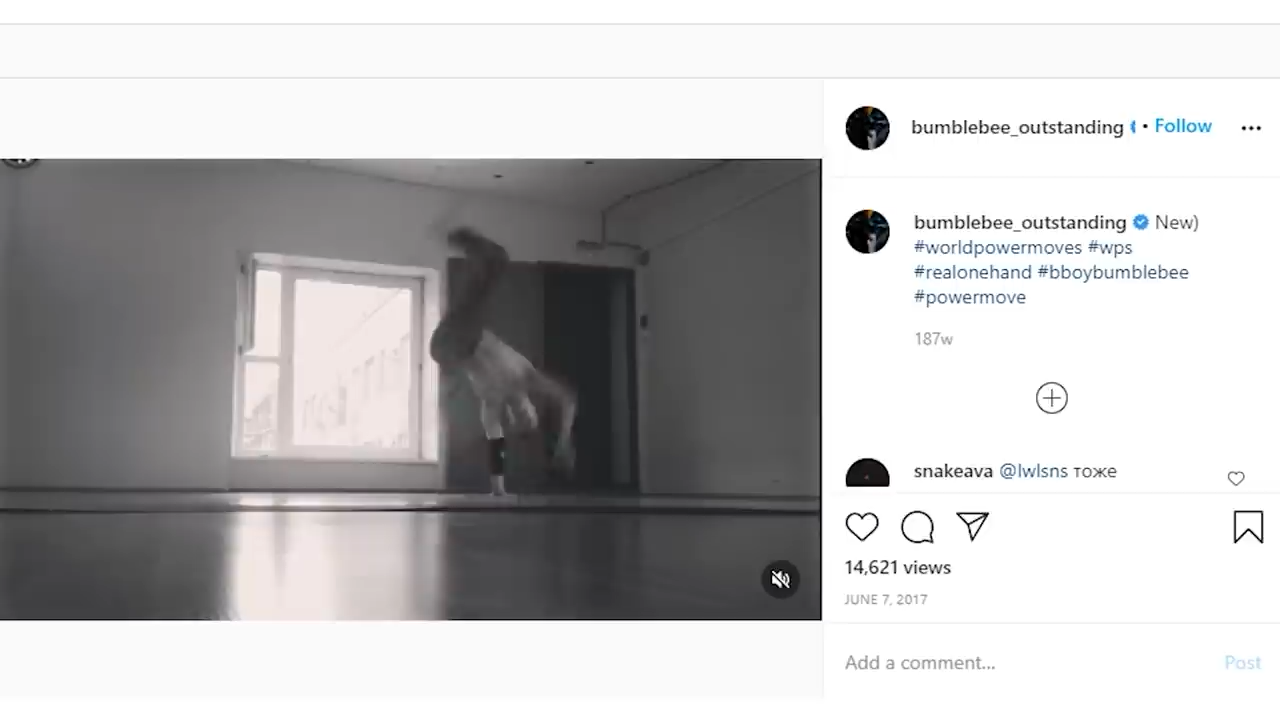 bumblebee_outstanding • Follow
bumblebee_outstanding New)
#worldpowermoves #wps
#realonehand #bboybumblebee
#powermove
187w
snakeava @lwlsns тоже
14,621 views
JUNE 7, 2017
Add a comment... Post